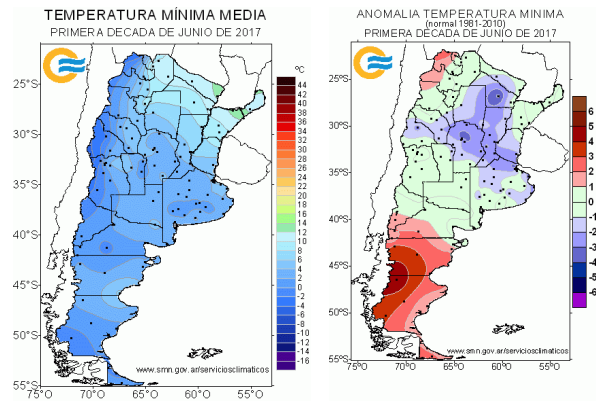 TEMPERATURA MÍNIMA MEDIA
PRIMERA DECADA DE JUNIO DE 2017
25°S
30°S
35°S
40°S
45°S
50°S
55°S
75°O 70°O 65°O 60°O 55°O
ºC
44
42
40
38
36
34
32
30
28
26
24
22
20
18
16
14
12
10
8
6
4
2
0
-2
-4
-6
-8
-10
-12
-14
-16
www.smn.gov.ar/serviciosclimaticos
ANOMALIA TEMPERATURA MINIMA
(normal 1981-2010)
PRIMERA DÉCADA DE JUNIO DE 2017
25°S
30°S
35°S
40°S
45°S
50°S
55°S
75°O 70°O 65°O 60°O 55°O
6
5
4
3
2
1
0
-1
-2
-3
-4
-5
-6
www.smn.gov.ar/serviciosclimaticos